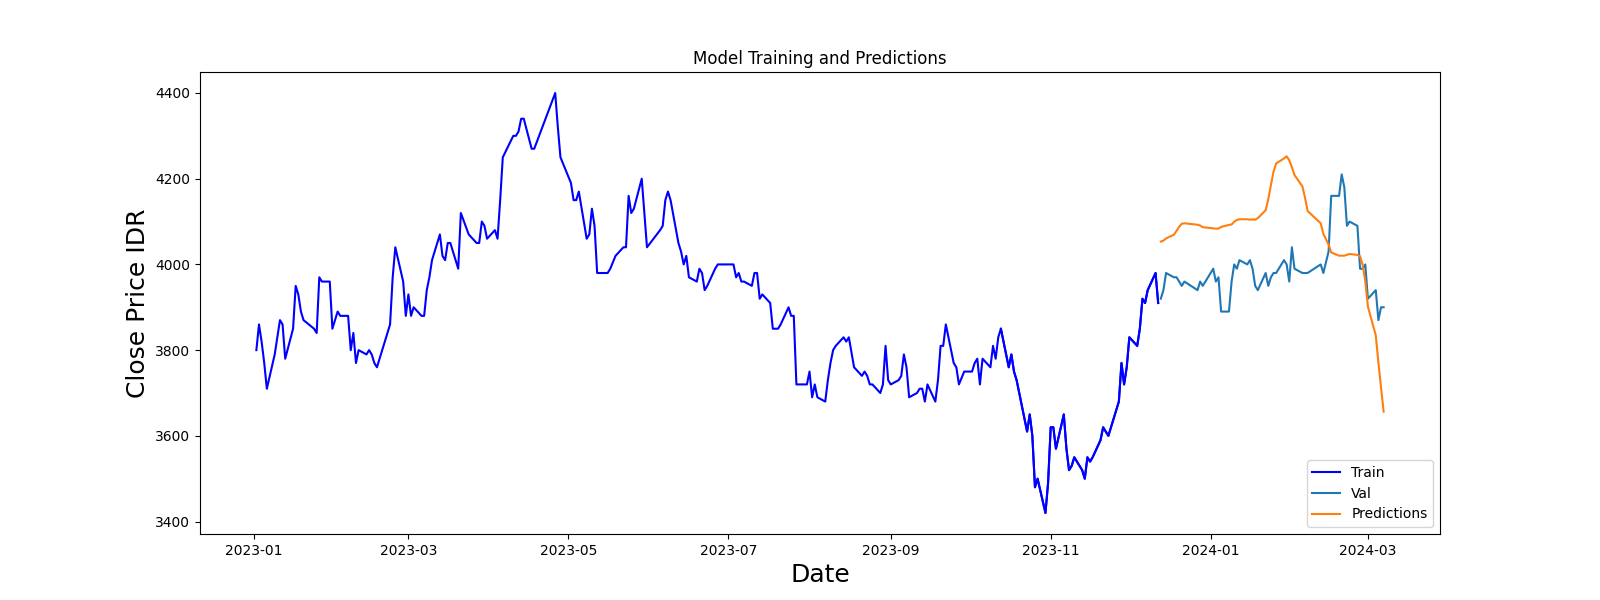 Model Training and Predictions
Close Price IDR
4400
4200
4000
3800
3600
3400
2023-01
2023-03
2023-05
2023-07
2023-09
2023-11
2024-01
2024-03
Date
Train
Val
Predictions